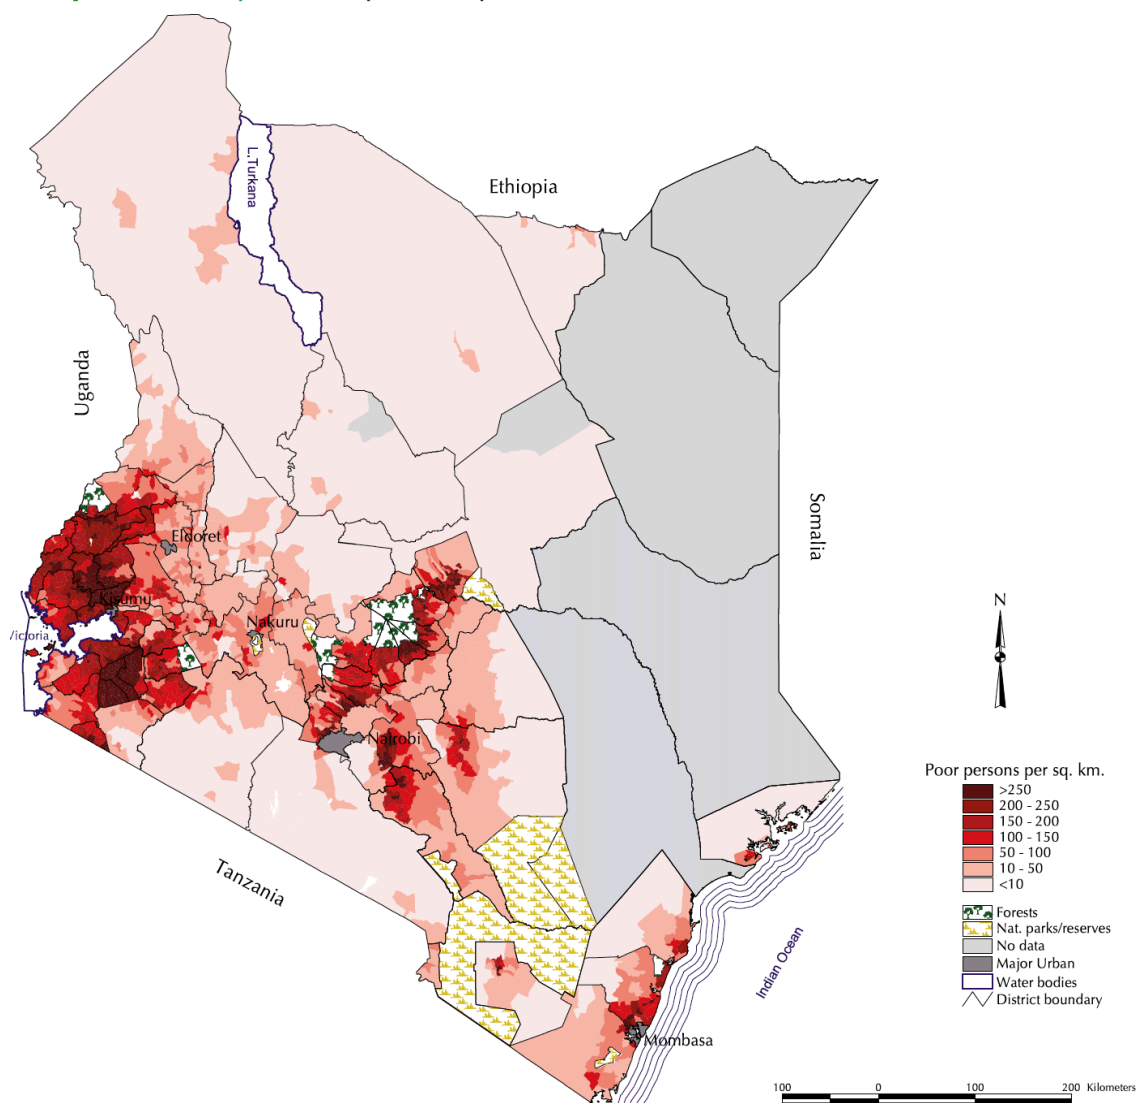 L.Turkana
Ethiopia
Uganda
Somalia
Eldoret
Kisumu
Victoria
Nakuru
Nairobi
Tanzania
Indian Ocean
Mombasa
N
Poor persons per sq. km.
>250
200 - 250
150 - 200
100 - 150
50 - 100
10 - 50
<10
Forests
Nat. parks/reserves
No data
Major Urban
Water bodies
District boundary
100 0 100 200 Kilometers